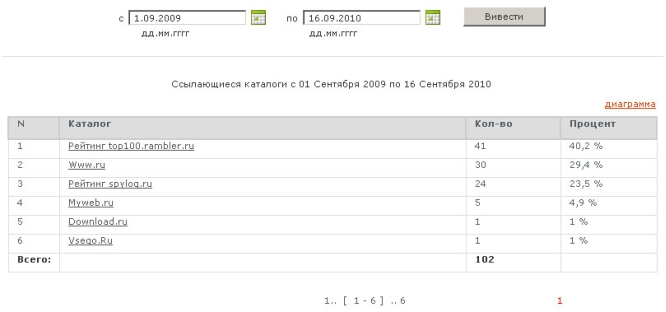 с 1.09.2009 по 16.09.2010 Вивести
дд.мм.гггг дд.мм.гггг
Ссылающиеся каталоги с 01 Сентября 2009 по 16 Сентября 2010
диаграмма
N Каталог Кол-во Процент
1 Рейтинг top100.rambler.ru 41 40,2 %
2 Www.ru 30 29,4 %
3 Рейтинг spylog.ru 24 23,5 %
4 Myweb.ru 5 4,9 %
5 Download.ru 1 1 %
6 Vsego.Ru 1 1 %
Всего: 102
1.. [ 1 - 6 ] .. 6 1